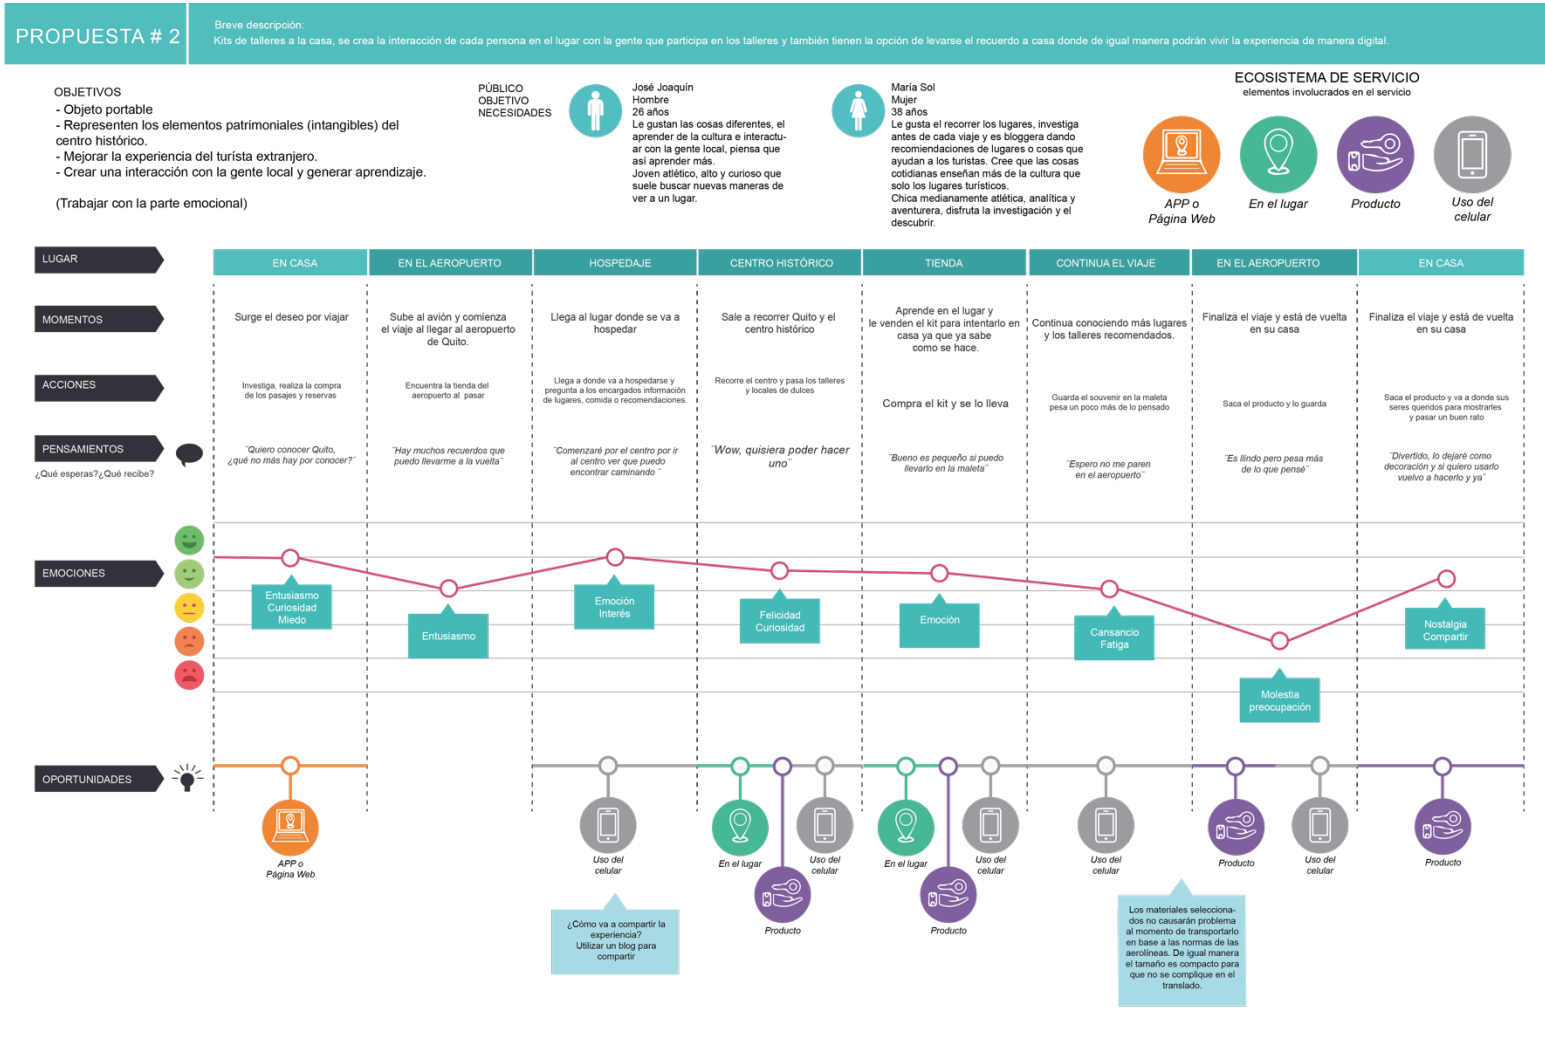 PROPUESTA # 2
Breve descripción:
Kits de talleres a la casa, se crea la interacción de cada persona en el lugar con la gente que participa en los talleres y también tienen la opción de levarse el recuerdo a casa donde de igual manera podrán vivir la experiencia de manera digital.
OBJETIVOS
- Objeto portable
- Representen los elementos patrimoniales (intangibles) del
centro histórico.
- Mejorar la experiencia del turísta extranjero.
- Crear una interacción con la gente local y generar aprendizaje.
(Trabajar con la parte emocional)
PÚBLICO
OBJETIVO
NECESIDADES
José Joaquín
Hombre
26 años
Le gustan las cosas diferentes, el
aprender de la cultura e interactu-
ar con la gente local, piensa que
así aprender más.
Joven atlético, alto y curioso que
suele buscar nuevas maneras de
ver a un lugar.
María Sol
Mujer
38 años
Le gusta el recorrer los lugares, investiga
antes de cada viaje y es bloggera dando
recomendaciones de lugares o cosas que
ayudan a los turistas. Cree que las cosas
cotidianas enseñan más de la cultura que
solo los lugares turísticos.
Chica medianamente atlética, analítica y
aventurera, disfruta la investigación y el
descubrir.
ECOSISTEMA DE SERVICIO
elementos involucrados en el servicio
APP o
Página Web
En el lugar
Producto
Uso del
celular
LUGAR
EN CASA
EN EL AEROPUERTO
HOSPEDAJE
CENTRO HISTÓRICO
TIENDA
CONTINUA EL VIAJE
EN EL AEROPUERTO
EN CASA
MOMENTOS
Surge el deseo por viajar
Sube al avión y comienza
el viaje al llegar al aeropuerto
de Quito.
Llega al lugar donde se va a
hospedar
Sale a recorrer Quito y el
centro histórico
Aprende en el lugar y
le venden el kit para intentarlo en
casa ya que ya sabe
como se hace.
Continua conociendo más lugares
y los talleres recomendados.
Finaliza el viaje y está de vuelta
en su casa
Finaliza el viaje y está de vuelta
en su casa
ACCIONES
Investiga, realiza la compra
de los pasajes y reservas
Encuentra la tienda del
aeropuerto al  pasar
Llega a donde va a hospedarse y
pregunta a los encargados información
de lugares, comida o recomendaciones.
Recorre el centro y pasa los talleres
y locales de dulces
Compra el kit y se lo lleva
Guarda el souvenir en la maleta
pesa un poco más de lo pensado
Saca el producto y lo guarda
Saca el producto y va a donde sus
seres queridos para mostrarles
y pasar un buen rato
PENSAMIENTOS
¿Qué esperas?¿Qué recibe?
¨Quiero conocer Quito,
¿qué no más hay por conocer?¨
¨Hay muchos recuerdos que
puedo llevarme a la vuelta¨
¨Comenzaré por el centro por ir
al centro ver que puedo
encontrar caminando ¨
¨Wow, quisiera poder hacer
uno¨
¨Bueno es pequeño si puedo
llevarlo en la maleta¨
¨Espero no me paren
en el aeropuerto¨
¨Es llindo pero pesa más
de lo que pensé¨
¨Divertido, lo dejaré como
decoración y si quiero usarlo
vuelvo a hacerlo y ya¨
EMOCIONES
Entusiasmo
Curiosidad
Miedo
Entusiasmo
Emoción
Interés
Felicidad
Curiosidad
Emoción
Cansancio
Fatiga
Molestia
preocupación
Nostalgia
Compartir
OPORTUNIDADES
APP o
Página Web
Uso del
celular
En el lugar
Producto
Uso del
celular
En el lugar
Producto
Uso del
celular
Uso del
celular
Producto
Uso del
celular
Producto
¿Cómo va a compartir la
experiencia?
Utilizar un blog para
compartir
Los materiales selecciona-
dos no causarán problema
al momento de transportarlo
en base a las normas de las
aerolíneas. De igual manera
el tamaño es compacto para
que no se complique en el
translado.